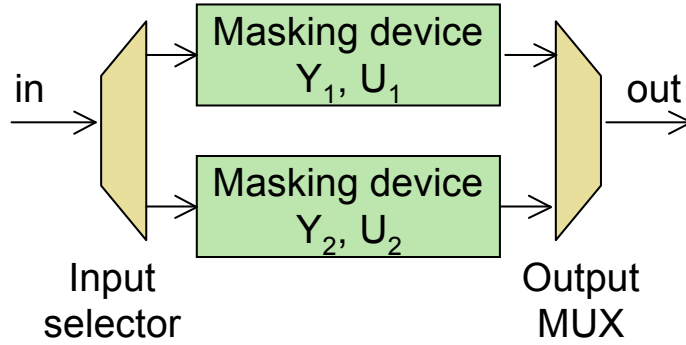 Masking device
Y₁, U₁
in
out
Masking device
Y₂, U₂
Input
selector
Output
MUX